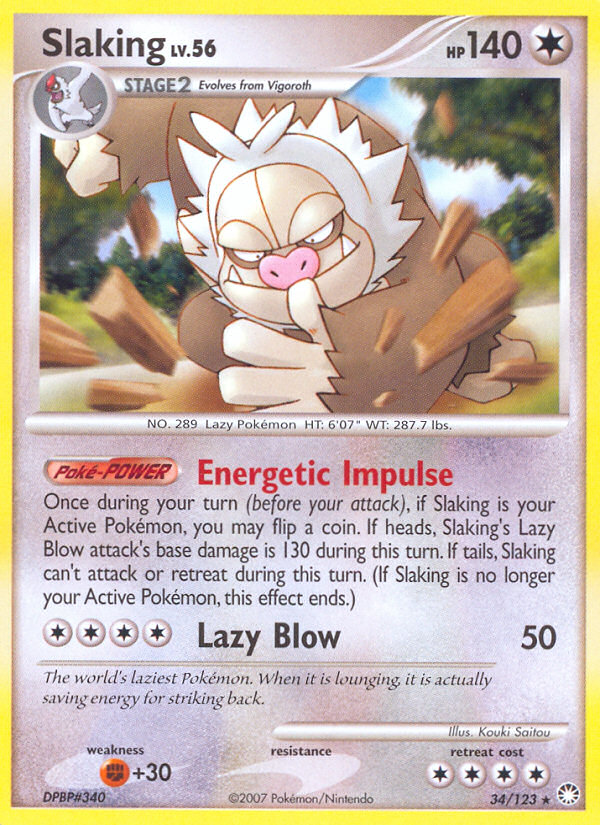 Slaking LV.56 HP 140
STAGE2 Evolves from Vigoroth
NO. 289 Lazy Pokémon HT: 6'07" WT: 287.7 lbs.
Poké-POWER Energetic Impulse
Once during your turn (before your attack), if Slaking is your
Active Pokémon, you may flip a coin. If heads, Slaking's Lazy
Blow attack's base damage is 130 during this turn. If tails, Slaking
can't attack or retreat during this turn. (If Slaking is no longer
your Active Pokémon, this effect ends.)
Lazy Blow 50
The world's laziest Pokémon. When it is lounging, it is actually
saving energy for striking back.
Illus. Kouki Saitou
weakness resistance retreat cost
+30
DPBP#340 ©2007 Pokémon/Nintendo 34/123 ★